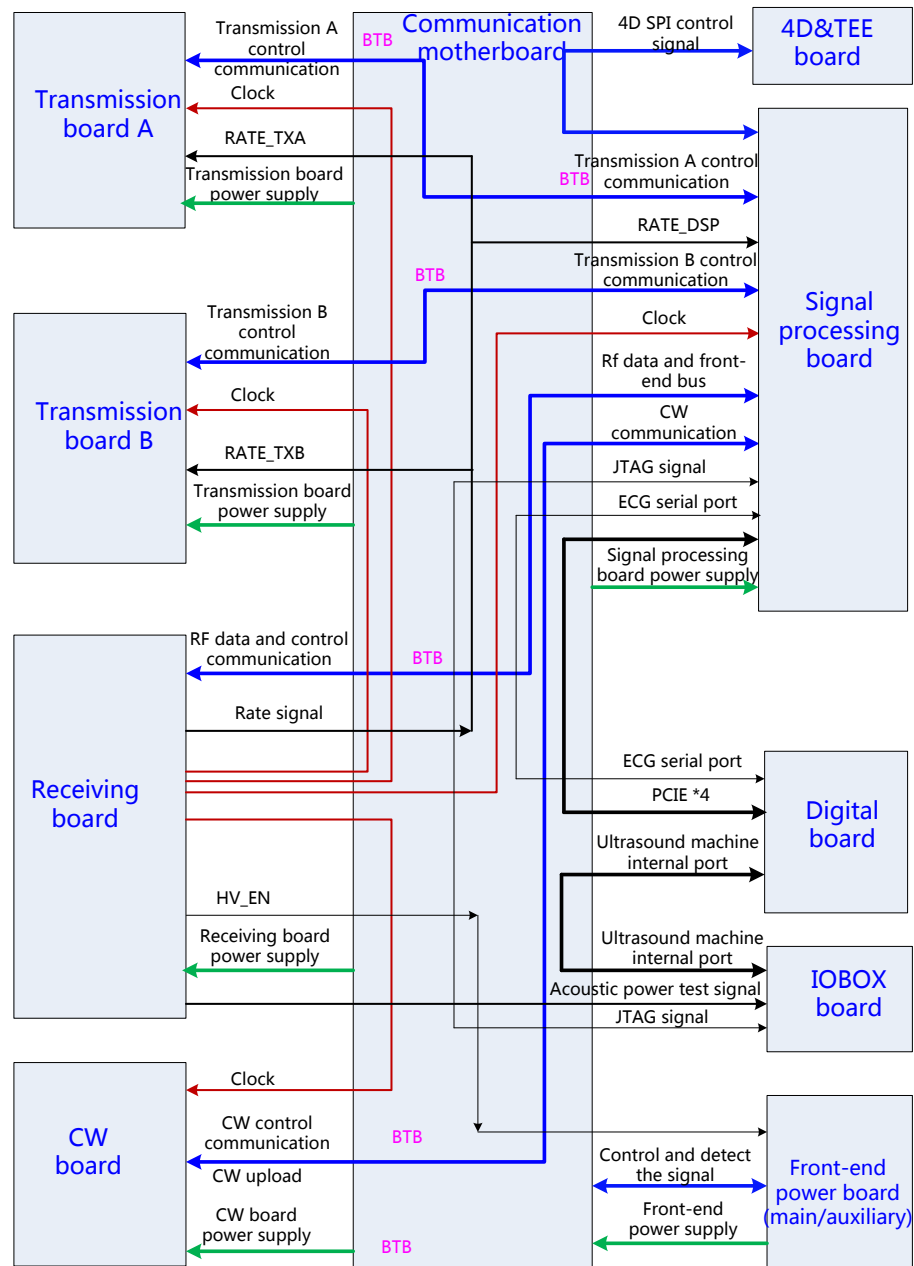 Transmission A
control
communication
BTB
Communication
motherboard
4D SPI control
signal
4D&TEE
board
Transmission
board A
Clock
RATE_TXA
Transmission board
power supply
Transmission A control
communication
BTB
RATE_DSP
Transmission B control
communication
BTB
Signal
processing
board
Transmission B
control
communication
Clock
Rf data and front-
end bus
Transmission
board B
Clock
CW
communication
RATE_TXB
JTAG signal
Transmission board
power supply
ECG serial port
Signal processing
board power supply
RF data and control
communication
BTB
Rate signal
Receiving
board
ECG serial port
PCIE *4
Digital
board
Ultrasound machine
internal port
HV_EN
Receiving board
power supply
Ultrasound machine
internal port
IOBOX
board
Acoustic power test signal
JTAG signal
Clock
CW
board
CW control
communication
BTB
CW upload
CW board
power supply
BTB
Control and detect
the signal
Front-end
power supply
Front-end
power board
(main/auxiliary)